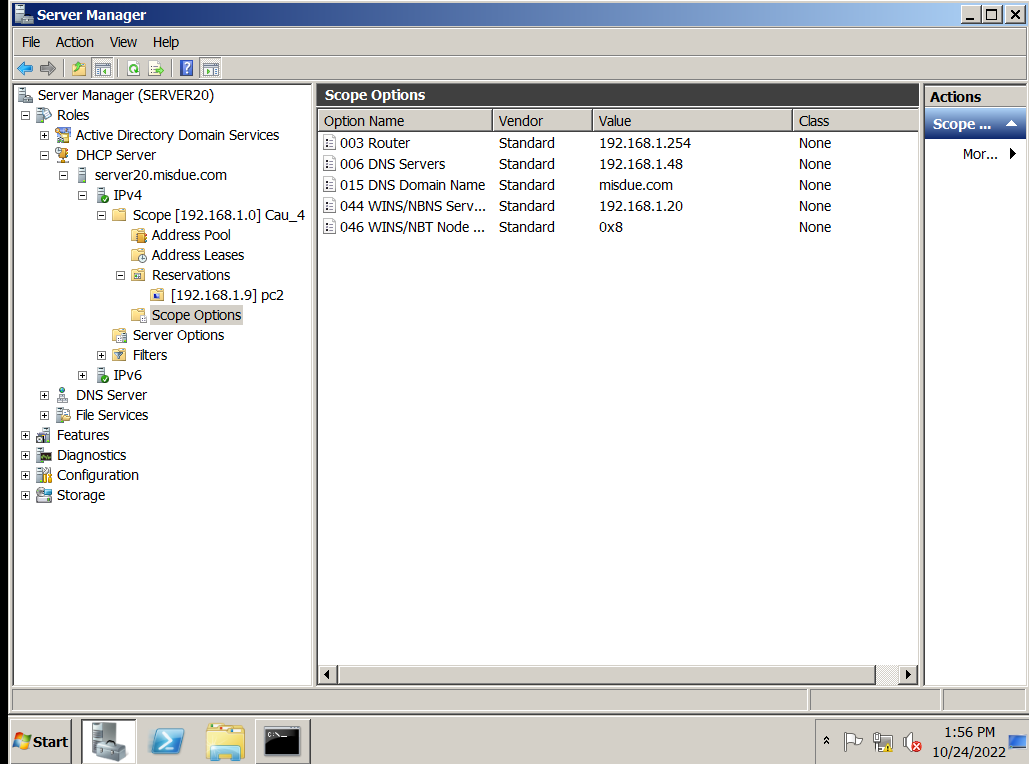 Server Manager
File Action View Help
Server Manager (SERVER20)
Roles
Active Directory Domain Services
DHCP Server
server20.misdue.com
IPv4
Scope [192.168.1.0] Cau_4
Address Pool
Address Leases
Reservations
[192.168.1.9] pc2
Scope Options
Server Options
Filters
IPv6
DNS Server
File Services
Features
Diagnostics
Configuration
Storage
Scope Options
Option Name Vendor Value Class
003 Router Standard 192.168.1.254 None
006 DNS Servers Standard 192.168.1.48 None
015 DNS Domain Name Standard misdue.com None
044 WINS/NBNS Serv... Standard 192.168.1.20 None
046 WINS/NBT Node ... Standard 0x8 None
Actions
Scope ...
Mor...
Start
1:56 PM
10/24/2022